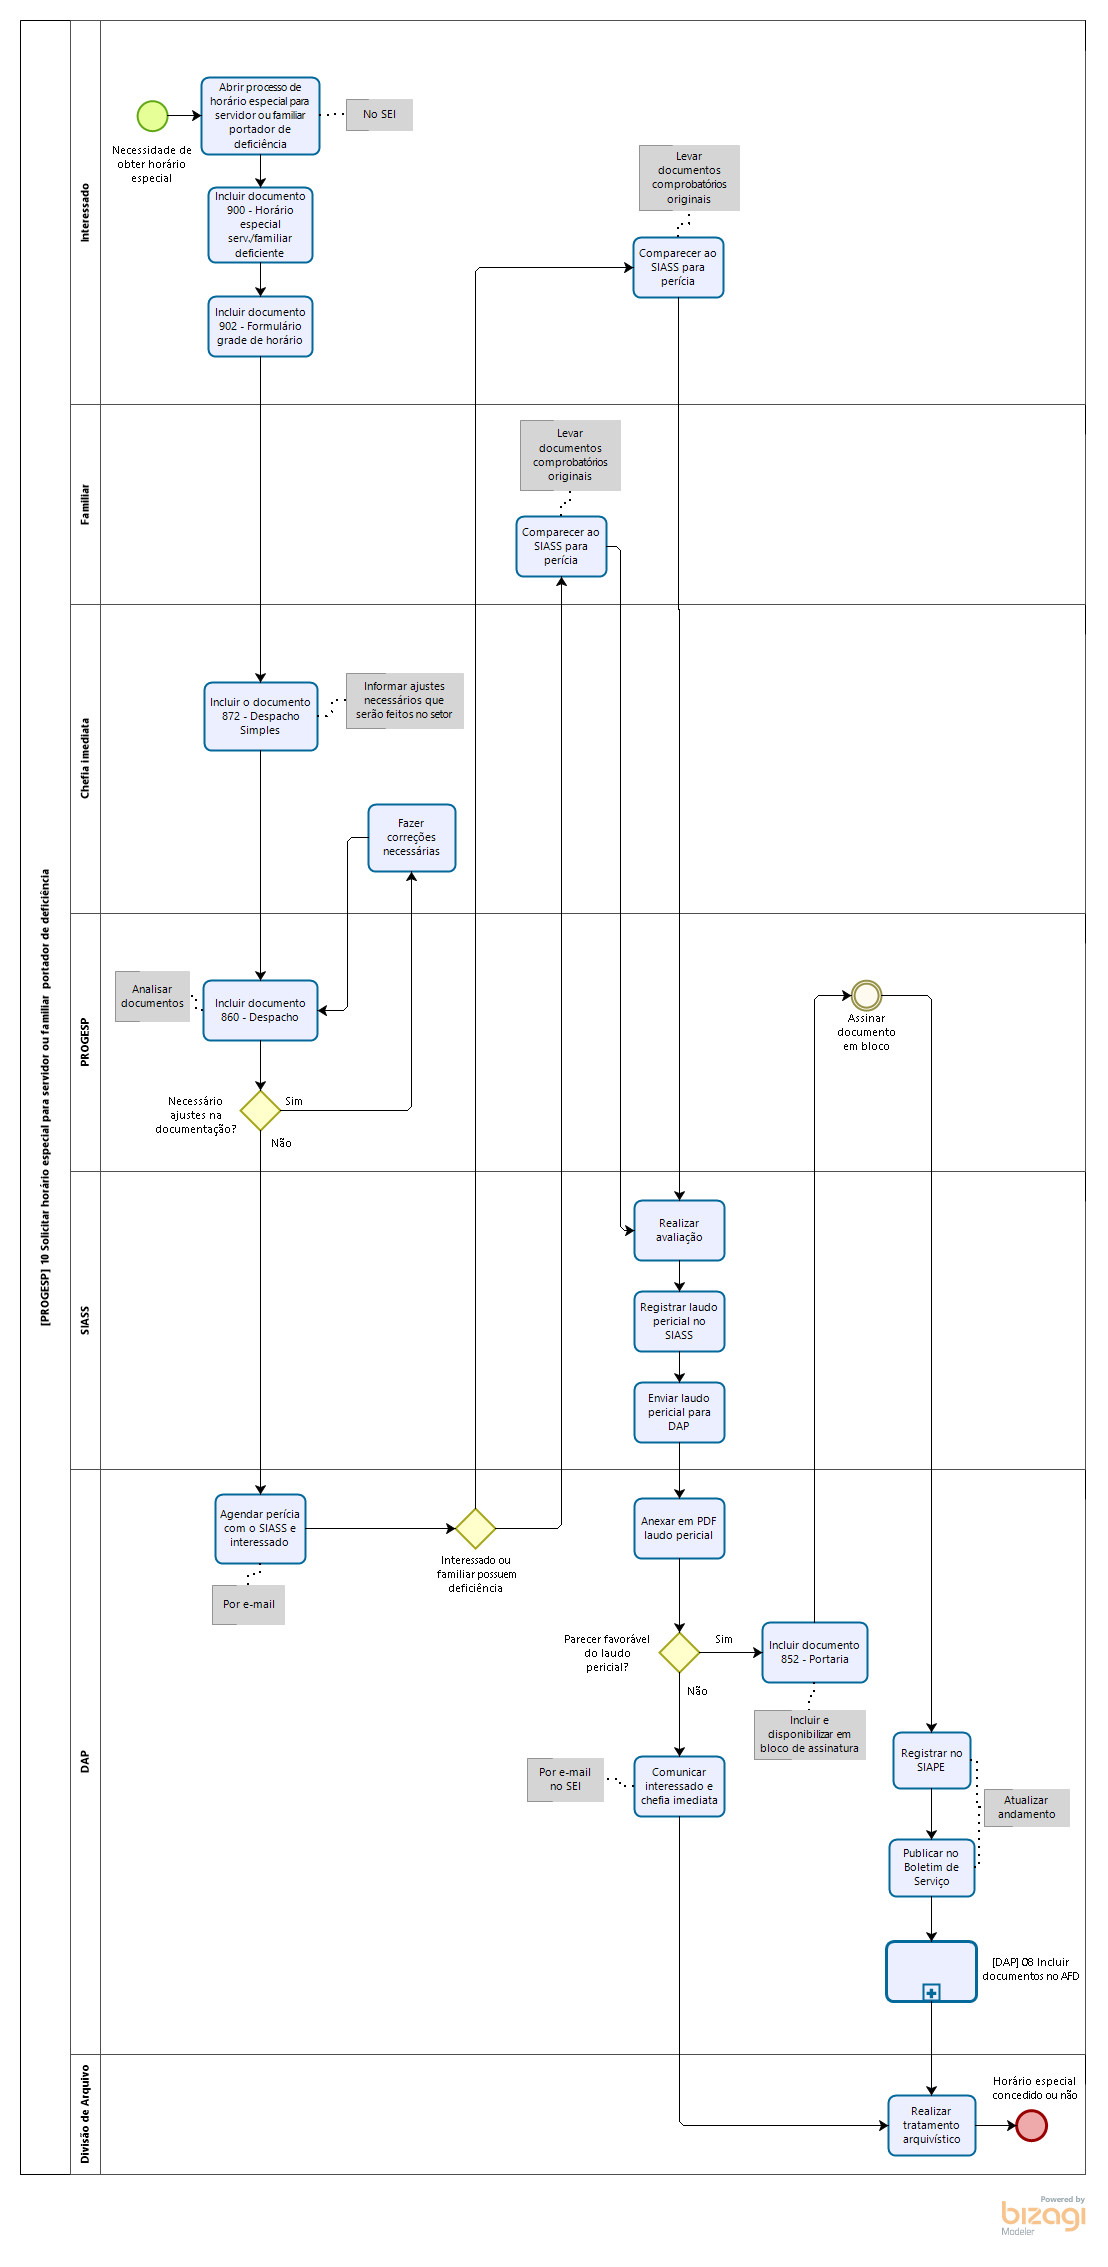 [PROGESP] 10 Solicitar horário especial para servidor ou familiar portador de deficiência
Interessado
Necessidade de
obter horário
especial
Abrir processo de
horário especial para
servidor ou familiar
portador de
deficiência
No SEI
Incluir documento
900 - Horário
especial
serv./familiar
deficiente
Incluir documento
902 - Formulário
grade de horário
Levar
documentos
comprobatórios
originais
Comparecer ao
SIASS para
perícia
Familiar
Levar
documentos
comprobatórios
originais
Comparecer ao
SIASS para
perícia
Chefia imediata
Incluir o documento
872 - Despacho
Simples
Informar ajustes
necessários que
serão feitos no setor
Fazer
correções
necessárias
PROGESP
Analisar
documentos
Incluir documento
860 - Despacho
Necessário
ajustes na
documentação?
Sim
Não
Assinar
documento
em bloco
SIASS
Realizar
avaliação
Registrar laudo
pericial no
SIASS
Enviar laudo
pericial para
DAP
DAP
Agendar perícia
com o SIASS e
interessado
Por e-mail
Interessado ou
familiar possuem
deficiência
Anexar em PDF
laudo pericial
Parecer favorável
do laudo
pericial?
Sim
Não
Incluir documento
852 - Portaria
Incluir e
disponibilizar em
bloco de assinatura
Por e-mail
no SEI
Comunicar
interessado e
chefia imediata
Registrar no
SIAPE
Atualizar
andamento
Publicar no
Boletim de
Serviço
[DAP] 08 Incluir
documentos no AFD
Divisão de Arquivo
Realizar
tratamento
arquivístico
Horário especial
concedido ou não
Powered by
bizagi
Modeler